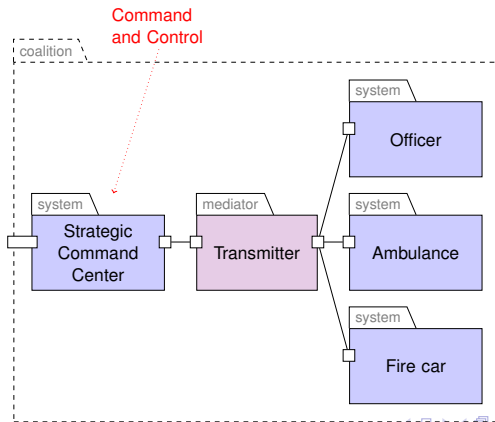 Command
and Control
coalition
system
Officer
system
Strategic
Command
Center
mediator
Transmitter
system
Ambulance
system
Fire car